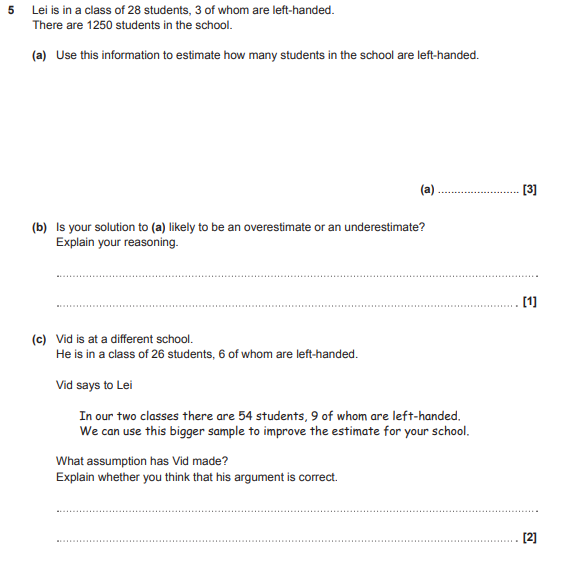 5 Lei is in a class of 28 students, 3 of whom are left-handed.
There are 1250 students in the school.
(a) Use this information to estimate how many students in the school are left-handed.
(a) ......................... [3]
(b) Is your solution to (a) likely to be an overestimate or an underestimate?
Explain your reasoning.
.......................................................................................................................................
................................................................................................................................. [1]
(c) Vid is at a different school.
He is in a class of 26 students, 6 of whom are left-handed.
Vid says to Lei
In our two classes there are 54 students, 9 of whom are left-handed.
We can use this bigger sample to improve the estimate for your school.
What assumption has Vid made?
Explain whether you think that his argument is correct.
.......................................................................................................................................
................................................................................................................................. [2]